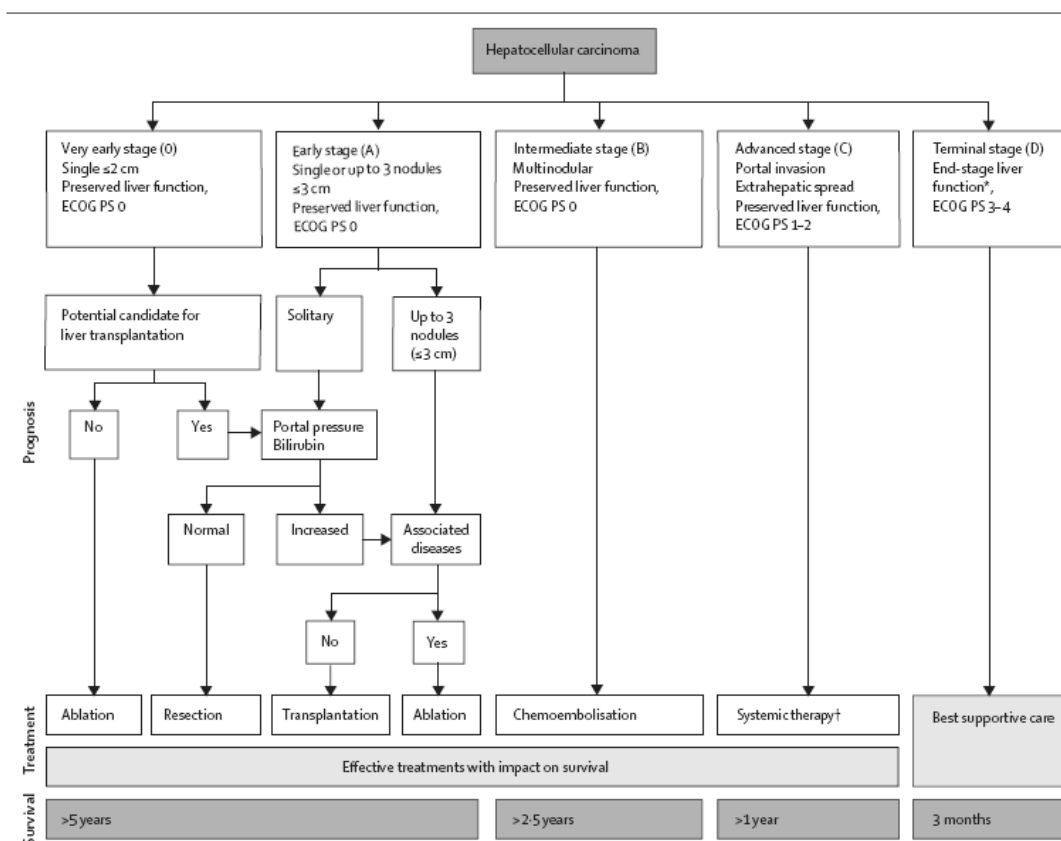 Hepatocellular carcinoma
Very early stage (0)
Single ≤2 cm
Preserved liver function,
ECOG PS 0
Early stage (A)
Single or up to 3 nodules
≤3 cm
Preserved liver function,
ECOG PS 0
Intermediate stage (B)
Multinodular
Preserved liver function,
ECOG PS 0
Advanced stage (C)
Portal invasion
Extrahepatic spread
Preserved liver function,
ECOG PS 1–2
Terminal stage (D)
End-stage liver
function*,
ECOG PS 3–4
Potential candidate for
liver transplantation
Solitary
Up to 3
nodules
(≤3 cm)
Prognosis
No
Yes
Portal pressure
Bilirubin
Normal
Increased
Associated
diseases
No
Yes
Treatment
Ablation
Resection
Transplantation
Ablation
Chemoembolisation
Systemic therapy†
Best supportive care
Effective treatments with impact on survival
Survival
>5 years
>2·5 years
>1 year
3 months